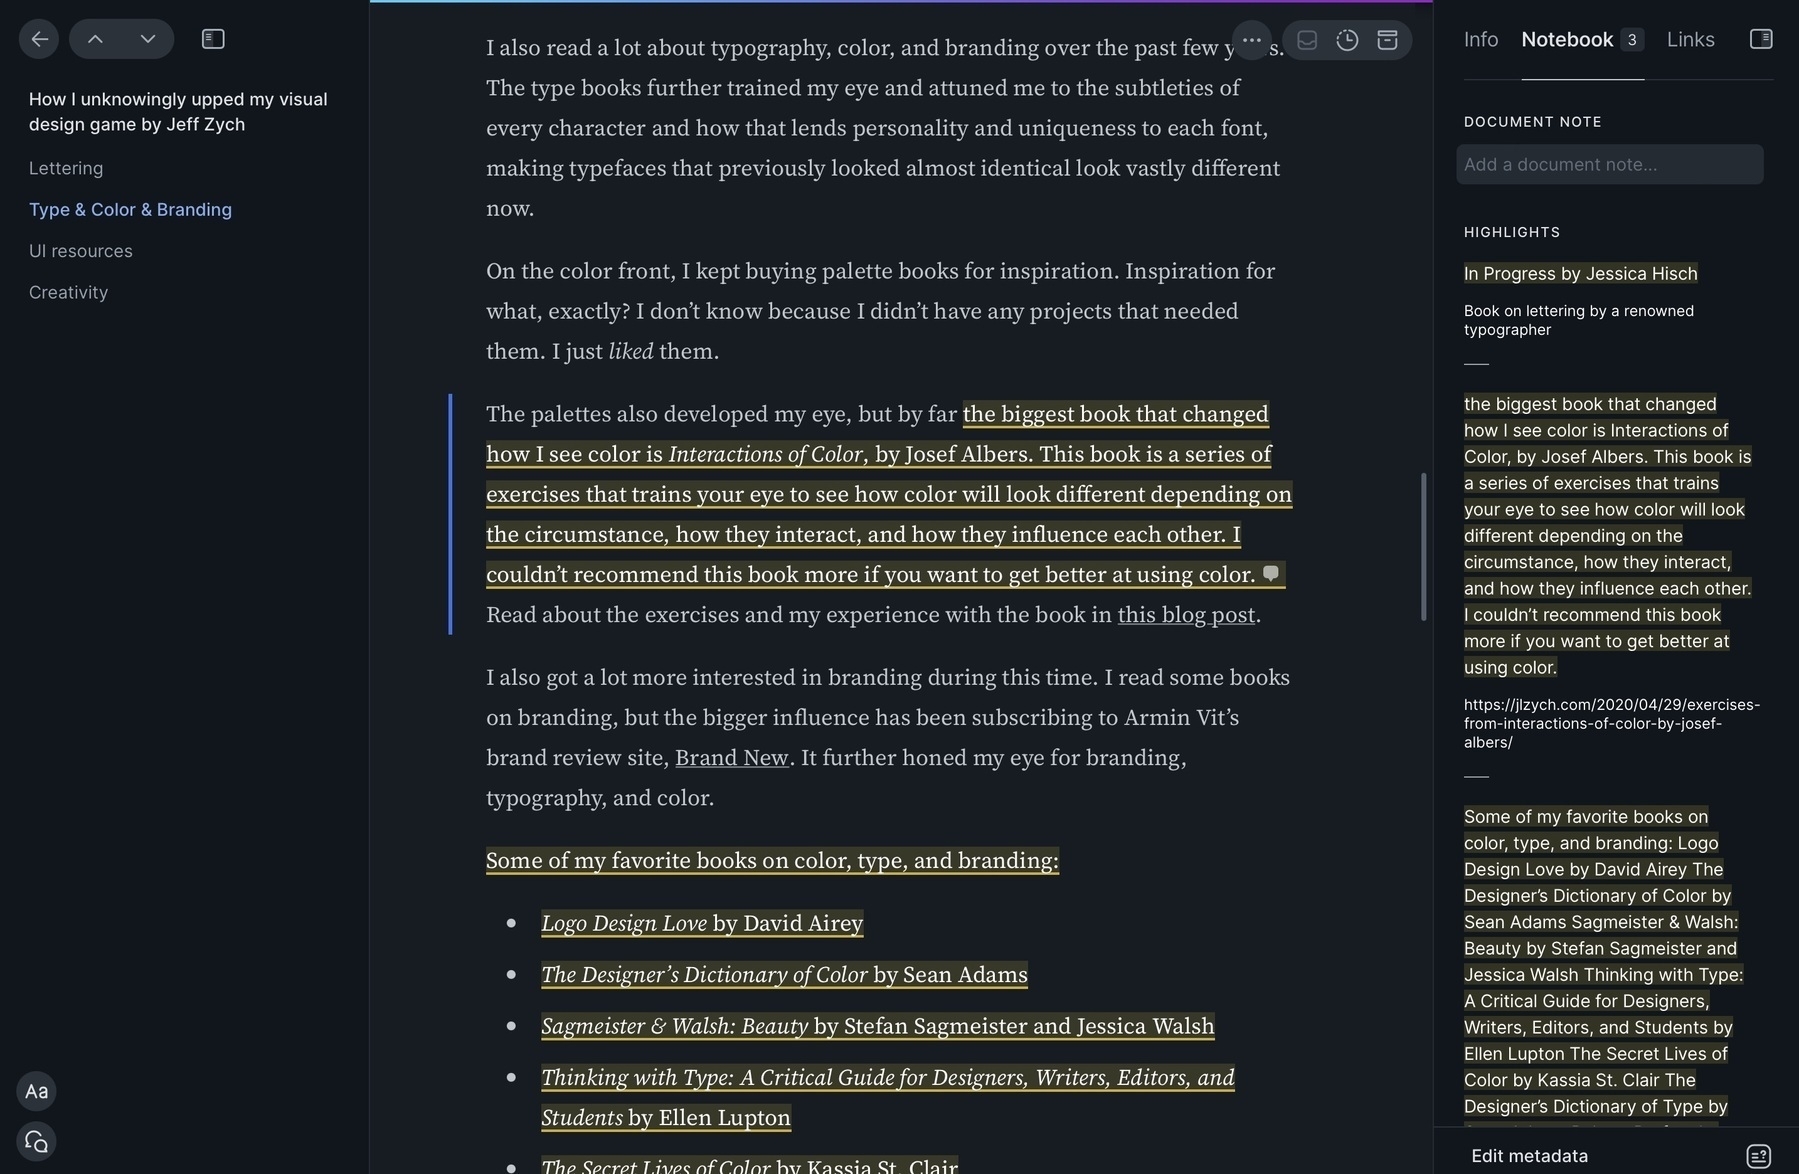 How I unknowingly upped my visual
design game by Jeff Zych
Lettering
Type & Color & Branding
UI resources
Creativity
Aa
I also read a lot about typography, color, and branding over the past few
The type books further trained my eye and attuned me to the subtleties of
every character and how that lends personality and uniqueness to each font,
making typefaces that previously looked almost identical look vastly different
now.
On the color front, I kept buying palette books for inspiration. Inspiration for
what, exactly? I don’t know because I didn’t have any projects that needed
them. I just liked them.
The palettes also developed my eye, but by far the biggest book that changed
how I see color is Interactions of Color, by Josef Albers. This book is a series of
exercises that trains your eye to see how color will look different depending on
the circumstance, how they interact, and how they influence each other. I
couldn’t recommend this book more if you want to get better at using color.
Read about the exercises and my experience with the book in this blog post.
I also got a lot more interested in branding during this time. I read some books
on branding, but the bigger influence has been subscribing to Armin Vit’s
brand review site, Brand New. It further honed my eye for branding,
typography, and color.
Some of my favorite books on color, type, and branding:
• Logo Design Love by David Airey
• The Designer’s Dictionary of Color by Sean Adams
• Sagmeister & Walsh: Beauty by Stefan Sagmeister and Jessica Walsh
• Thinking with Type: A Critical Guide for Designers, Writers, Editors, and
Students by Ellen Lupton
• The Secret Lives of Color by Kassia St. Clair
Info Notebook 3 Links
DOCUMENT NOTE
Add a document note...
HIGHLIGHTS
In Progress by Jessica Hisch
Book on lettering by a renowned
typographer
the biggest book that changed
how I see color is Interactions of
Color, by Josef Albers. This book is
a series of exercises that trains
your eye to see how color will look
different depending on the
circumstance, how they interact,
and how they influence each other.
I couldn’t recommend this book
more if you want to get better at
using color.
https://jlzych.com/2020/04/29/exercises-
from-interactions-of-color-by-josef-
albers/
Some of my favorite books on
color, type, and branding: Logo
Design Love by David Airey The
Designer’s Dictionary of Color by
Sean Adams Sagmeister & Walsh:
Beauty by Stefan Sagmeister and
Jessica Walsh Thinking with Type:
A Critical Guide for Designers,
Writers, Editors, and Students by
Ellen Lupton The Secret Lives of
Color by Kassia St. Clair The
Designer’s Dictionary of Type by
Edit metadata